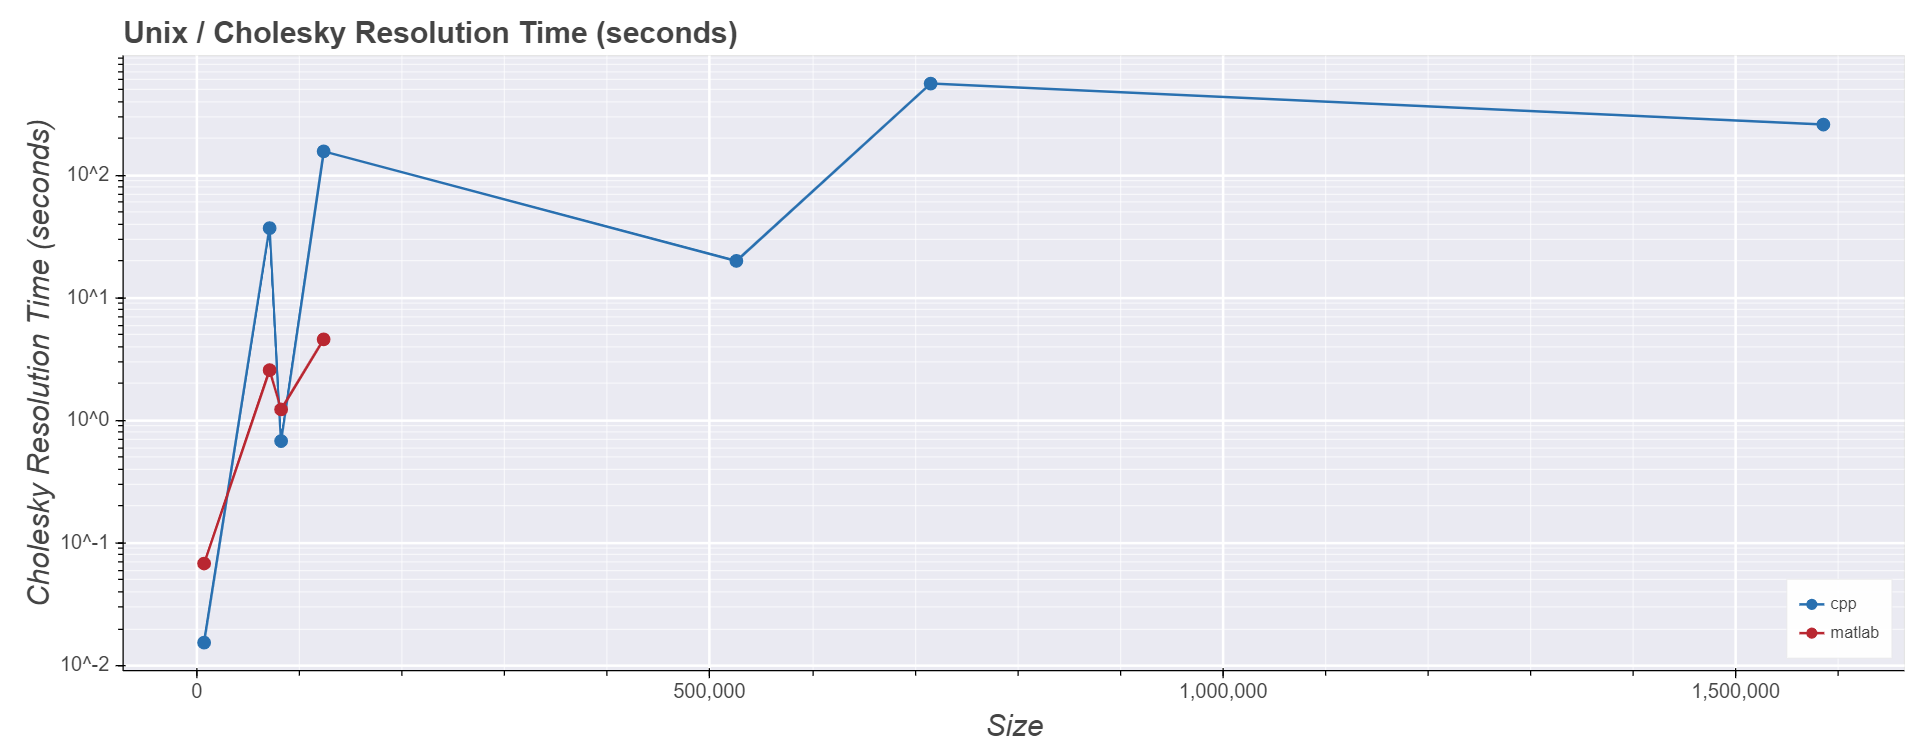 Unix / Cholesky Resolution Time (seconds)
Cholesky Resolution Time (seconds)
10^2
10^1
10^0
10^-1
10^-2
0
500,000
1,000,000
1,500,000
Size
cpp
matlab